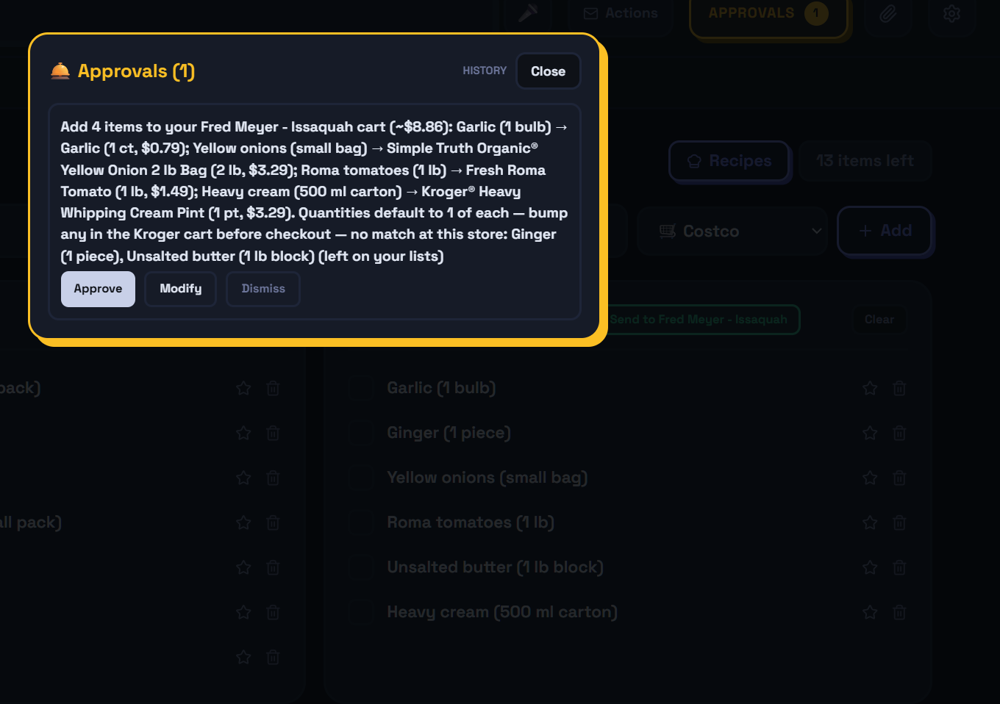 Actions
APPROVALS 1
Approvals (1)
HISTORY
Close
Add 4 items to your Fred Meyer - Issaquah cart (~$8.86): Garlic (1 bulb) →
Garlic (1 ct, $0.79); Yellow onions (small bag) → Simple Truth Organic®
Yellow Onion 2 lb Bag (2 lb, $3.29); Roma tomatoes (1 lb) → Fresh Roma
Tomato (1 lb, $1.49); Heavy cream (500 ml carton) → Kroger® Heavy
Whipping Cream Pint (1 pt, $3.29). Quantities default to 1 of each — bump
any in the Kroger cart before checkout — no match at this store: Ginger
(1 piece), Unsalted butter (1 lb block) (left on your lists)
Approve
Modify
Dismiss
Recipes
13 items left
Costco
+ Add
Send to Fred Meyer - Issaquah
Clear
pack)
all pack)
Garlic (1 bulb)
Ginger (1 piece)
Yellow onions (small bag)
Roma tomatoes (1 lb)
Unsalted butter (1 lb block)
Heavy cream (500 ml carton)